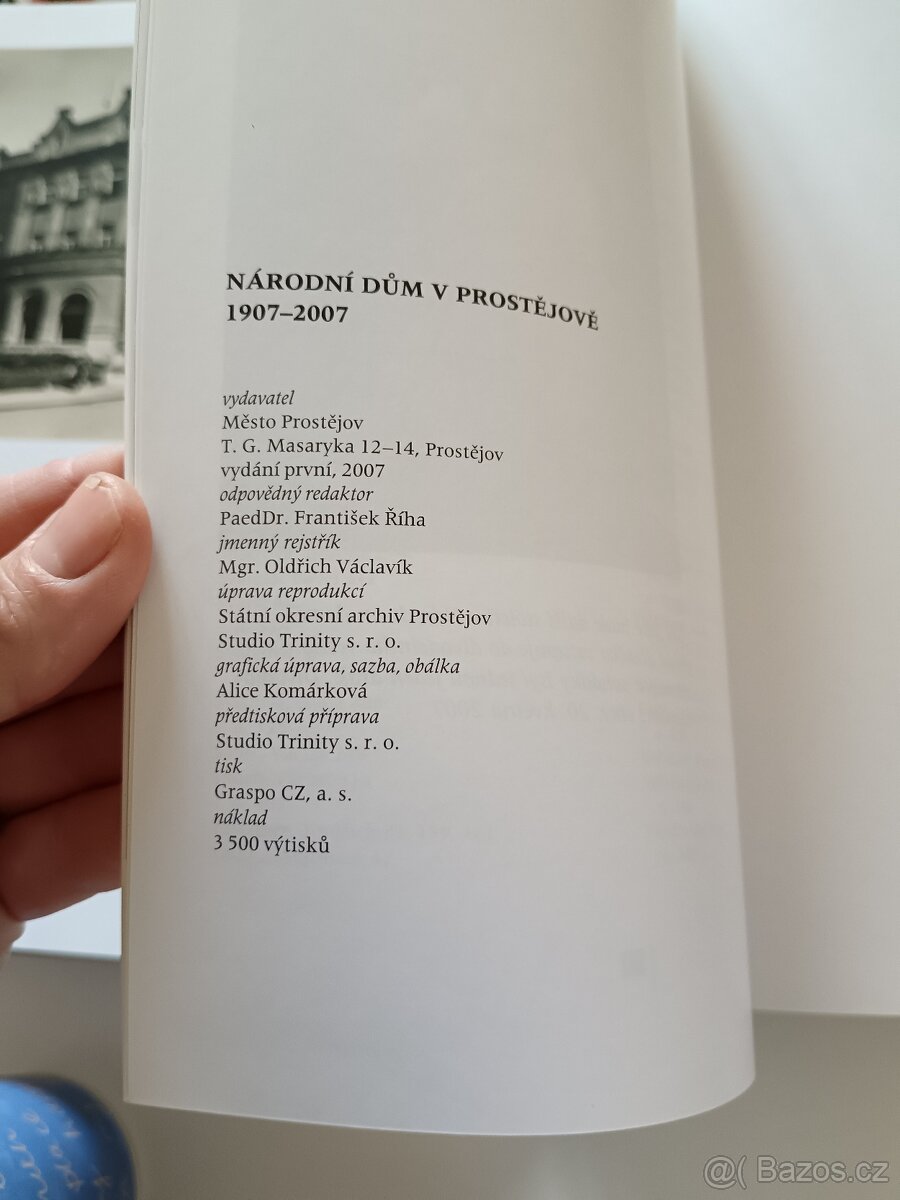 NÁRODNÍ DŮM V PROSTĚJOVĚ
1907–2007
vydavatel
Město Prostějov
T. G. Masaryka 12–14, Prostějov
vydání první, 2007
odpovědný redaktor
PaedDr. František Říha
jmenný rejstřík
Mgr. Oldřich Václavík
úprava reprodukcí
Státní okresní archiv Prostějov
Studio Trinity s. r. o.
grafická úprava, sazba, obálka
Alice Komárková
předtisková příprava
Studio Trinity s. r. o.
tisk
Graspo CZ, a. s.
náklad
3 500 výtisků
@( Bazos.cz